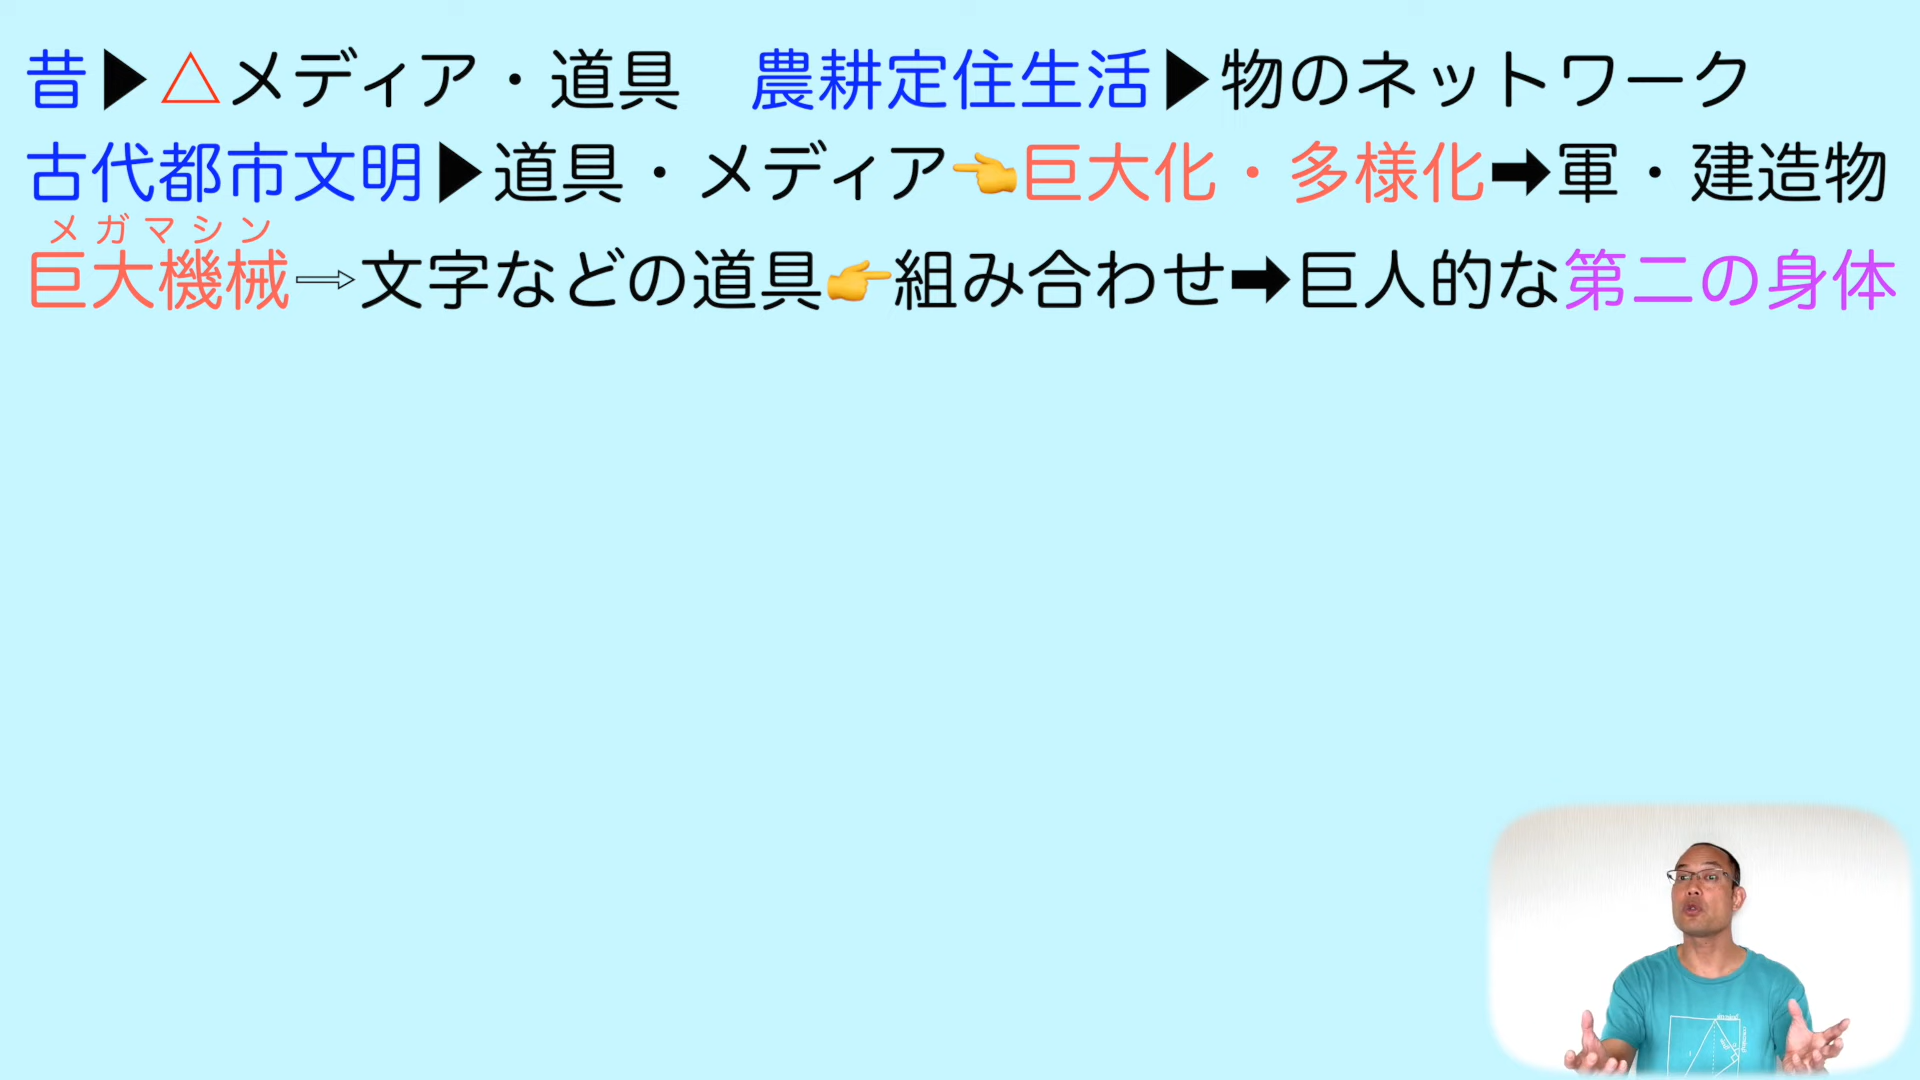 昔▶△メディア・道具　農耕定住生活▶物のネットワーク
古代都市文明▶道具・メディア👈巨大化・多様化➡軍・建造物
メガマシン
巨大機械⇨文字などの道具👉組み合わせ➡巨人的な第二の身体